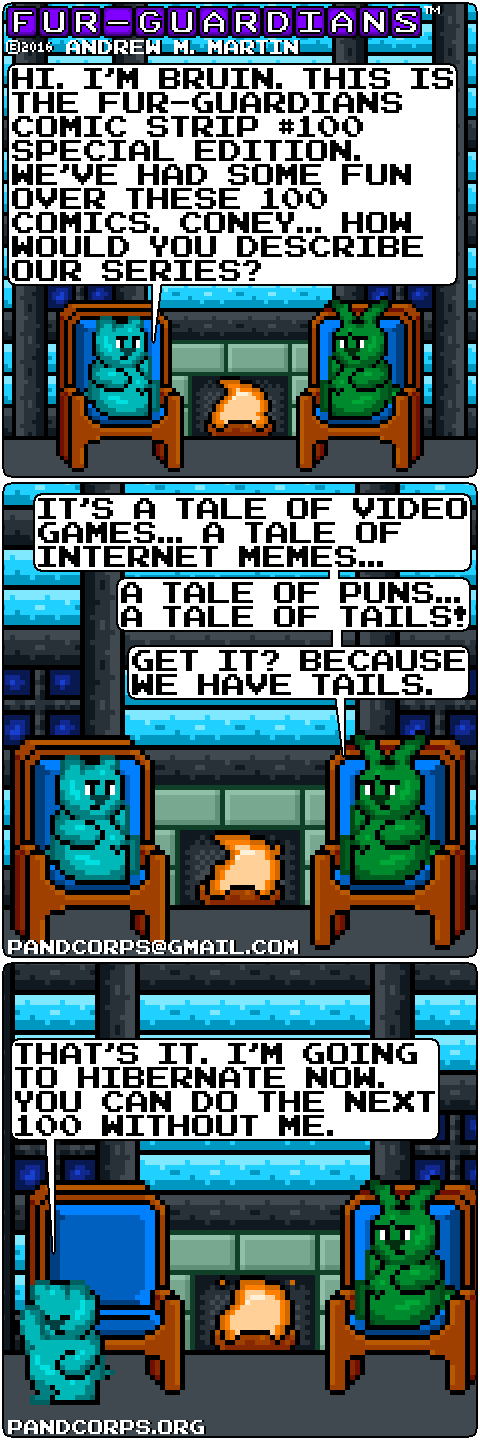 FUR-GUARDIANS™
©2016 ANDREW M. MARTIN
HI. I'M BRUIN. THIS IS
THE FUR-GUARDIANS
COMIC STRIP #100
SPECIAL EDITION.
WE'VE HAD SOME FUN
OVER THESE 100
COMICS. CONEY... HOW
WOULD YOU DESCRIBE
OUR SERIES?
IT'S A TALE OF VIDEO
GAMES... A TALE OF
INTERNET MEMES...
A TALE OF PUNS...
A TALE OF TAILS!
GET IT? BECAUSE
WE HAVE TAILS.
PANDCORPS@GMAIL.COM
THAT'S IT. I'M GOING
TO HIBERNATE NOW.
YOU CAN DO THE NEXT
100 WITHOUT ME.
PANDCORPS.ORG